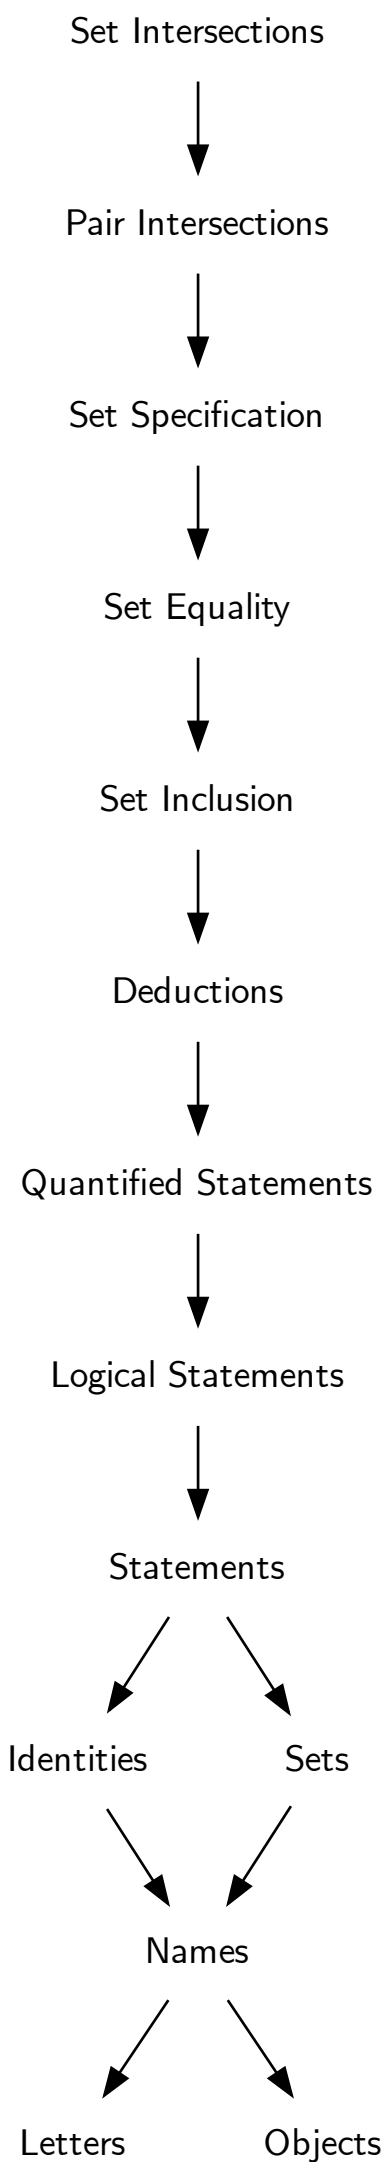 Set Intersections
Pair Intersections
Set Specification
Set Equality
Set Inclusion
Deductions
Quantified Statements
Logical Statements
Statements
Identities
Sets
Names
Letters
Objects